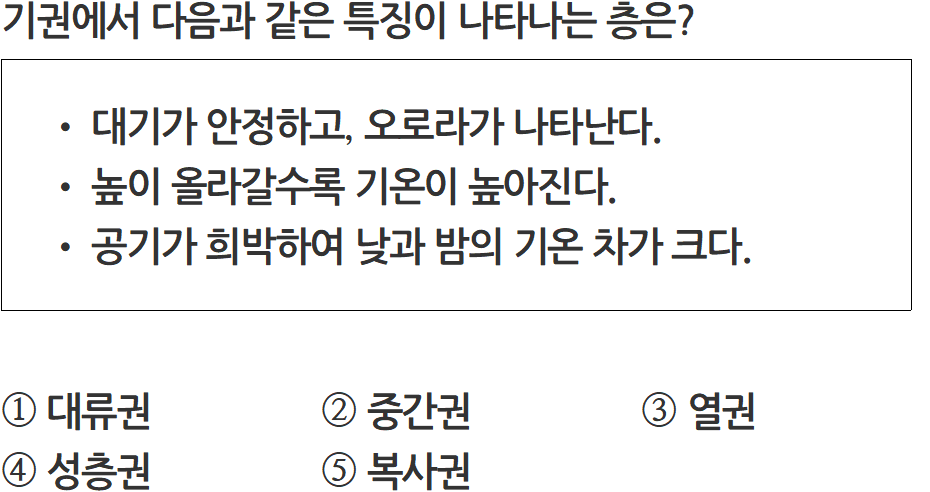 기권에서 다음과 같은 특징이 나타나는 층은?
• 대기가 안정하고, 오로라가 나타난다.
• 높이 올라갈수록 기온이 높아진다.
• 공기가 희박하여 낮과 밤의 기온 차가 크다.
① 대류권 ② 중간권 ③ 열권
④ 성층권 ⑤ 복사권